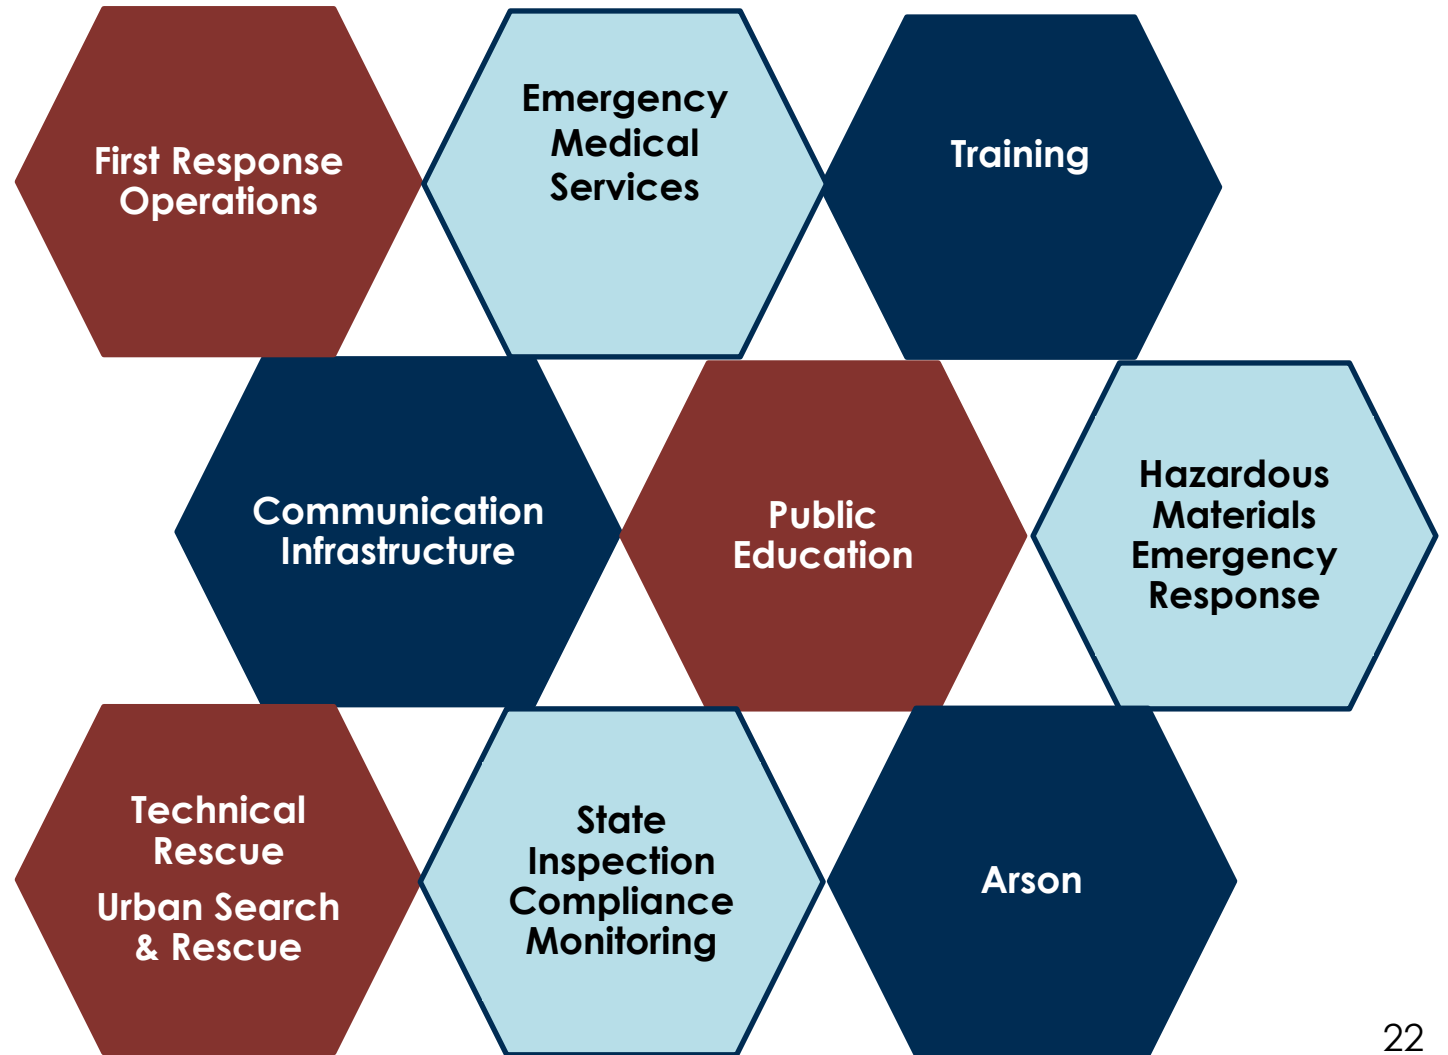 First Response
Operations
Emergency
Medical
Services
Training
Communication
Infrastructure
Public
Education
Hazardous
Materials
Emergency
Response
Technical
Rescue
Urban Search
& Rescue
State
Inspection
Compliance
Monitoring
Arson
22